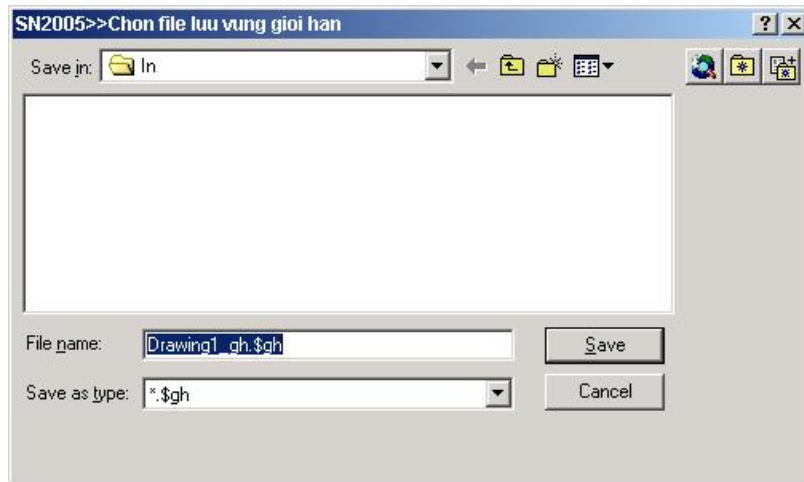 SN2005>>Chon file luu vung gioi han
Save in: In
File name: Drawing1_gh.$gh Save
Save as type: *.$gh Cancel